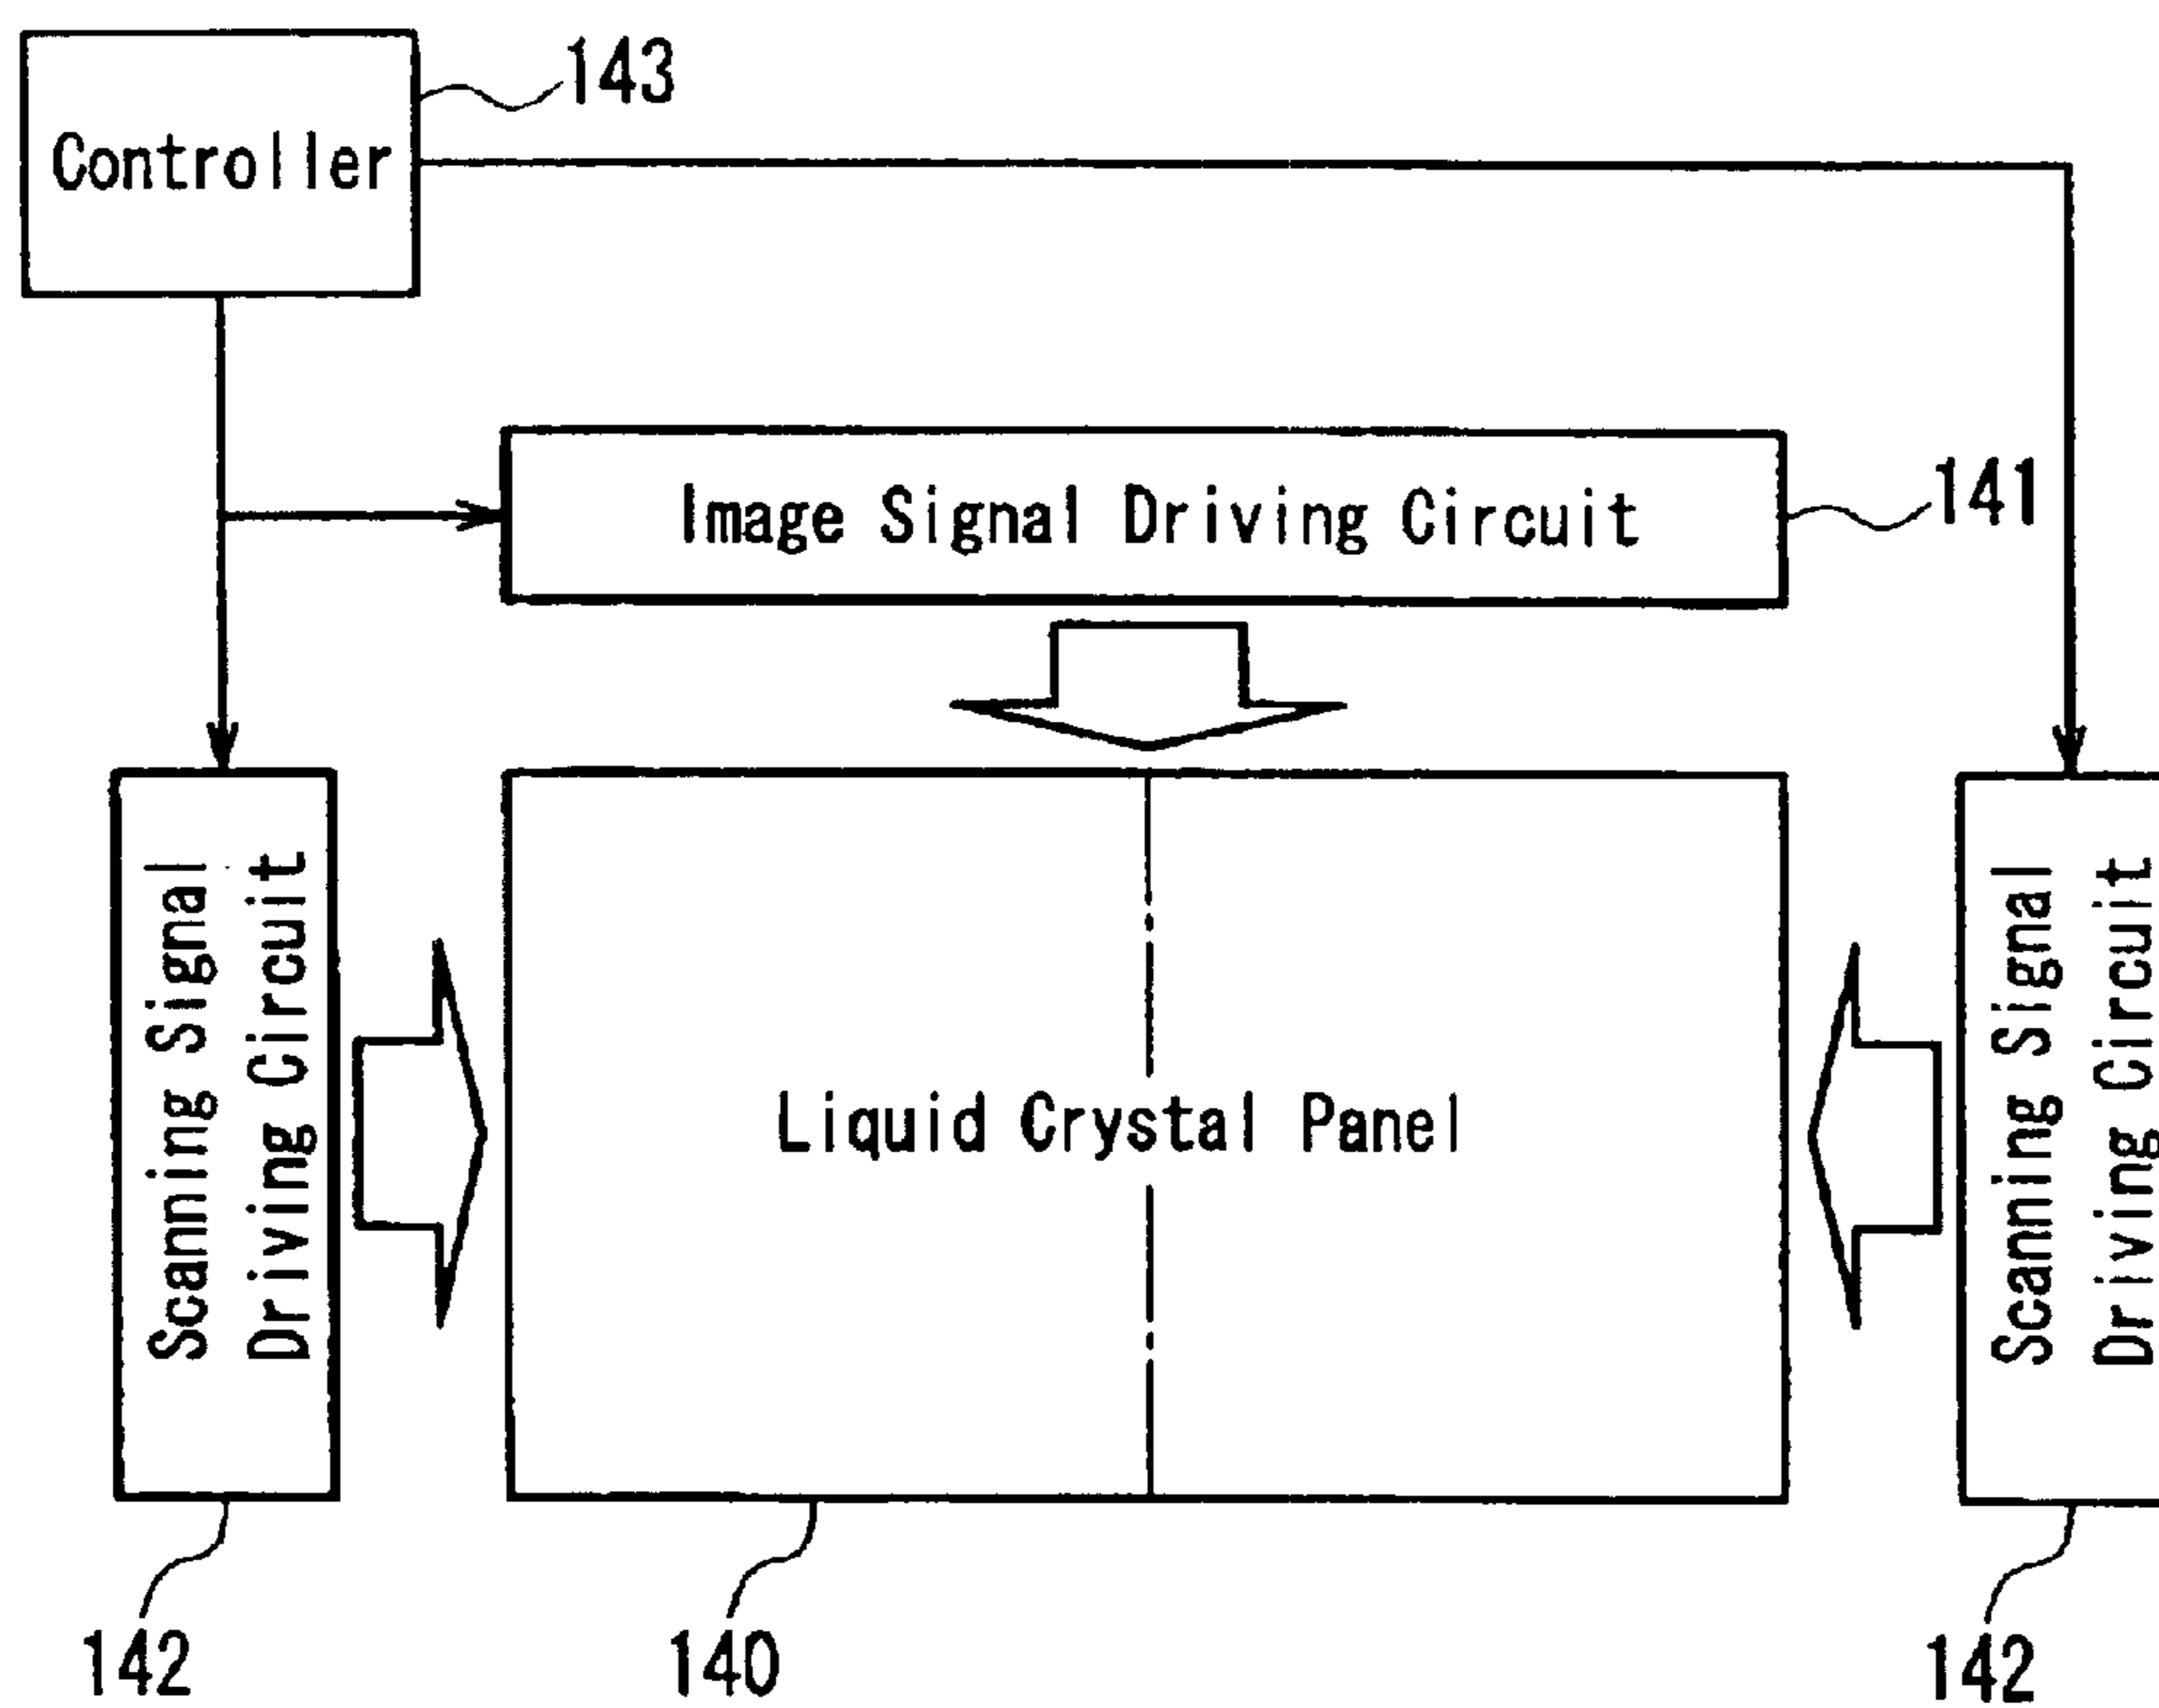 143
Controller
Image Signal Driving Circuit
141
Scanning Signal
Driving Circuit
Liquid Crystal Panel
Scanning Signal
Driving Circuit
142
140
142